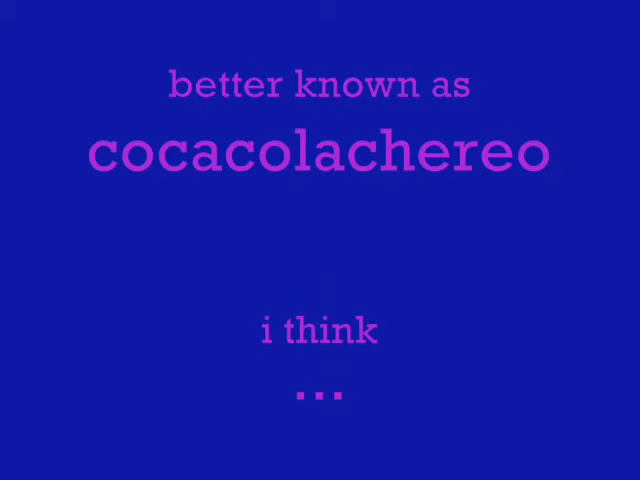 better known as
cocacolachereo
i think
...